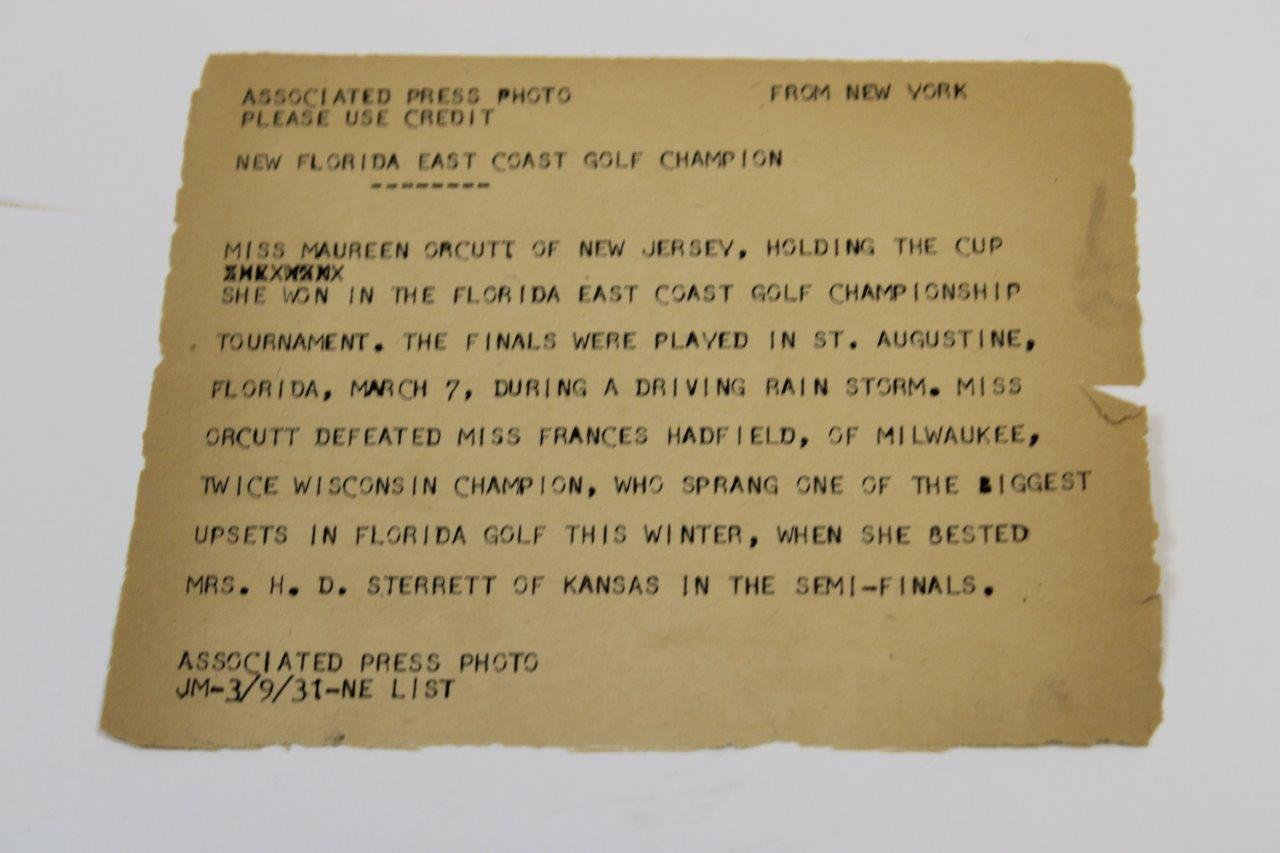 ASSOCIATED PRESS PHOTO FROM NEW YORK
PLEASE USE CREDIT
NEW FLORIDA EAST COAST GOLF CHAMPION
--------
MISS MAUREEN ORCUTT OF NEW JERSEY, HOLDING THE CUP
SHE WON IN THE FLORIDA EAST COAST GOLF CHAMPIONSHIP
TOURNAMENT. THE FINALS WERE PLAYED IN ST. AUGUSTINE,
FLORIDA, MARCH 7, DURING A DRIVING RAIN STORM. MISS
ORCUTT DEFEATED MISS FRANCES HADFIELD, OF MILWAUKEE,
TWICE WISCONSIN CHAMPION, WHO SPRANG ONE OF THE BIGGEST
UPSETS IN FLORIDA GOLF THIS WINTER, WHEN SHE BESTED
MRS. H. D. STERRETT OF KANSAS IN THE SEMI-FINALS.
ASSOCIATED PRESS PHOTO
JM-3/9/31-NE LIST